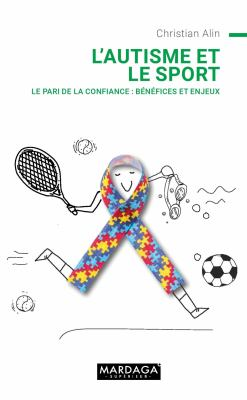 Christian Alin
L'AUTISME ET
LE SPORT
LE PARI DE LA CONFIANCE : BÉNÉFICES ET ENJEUX
MARDAGA
SUPÉRIEUR